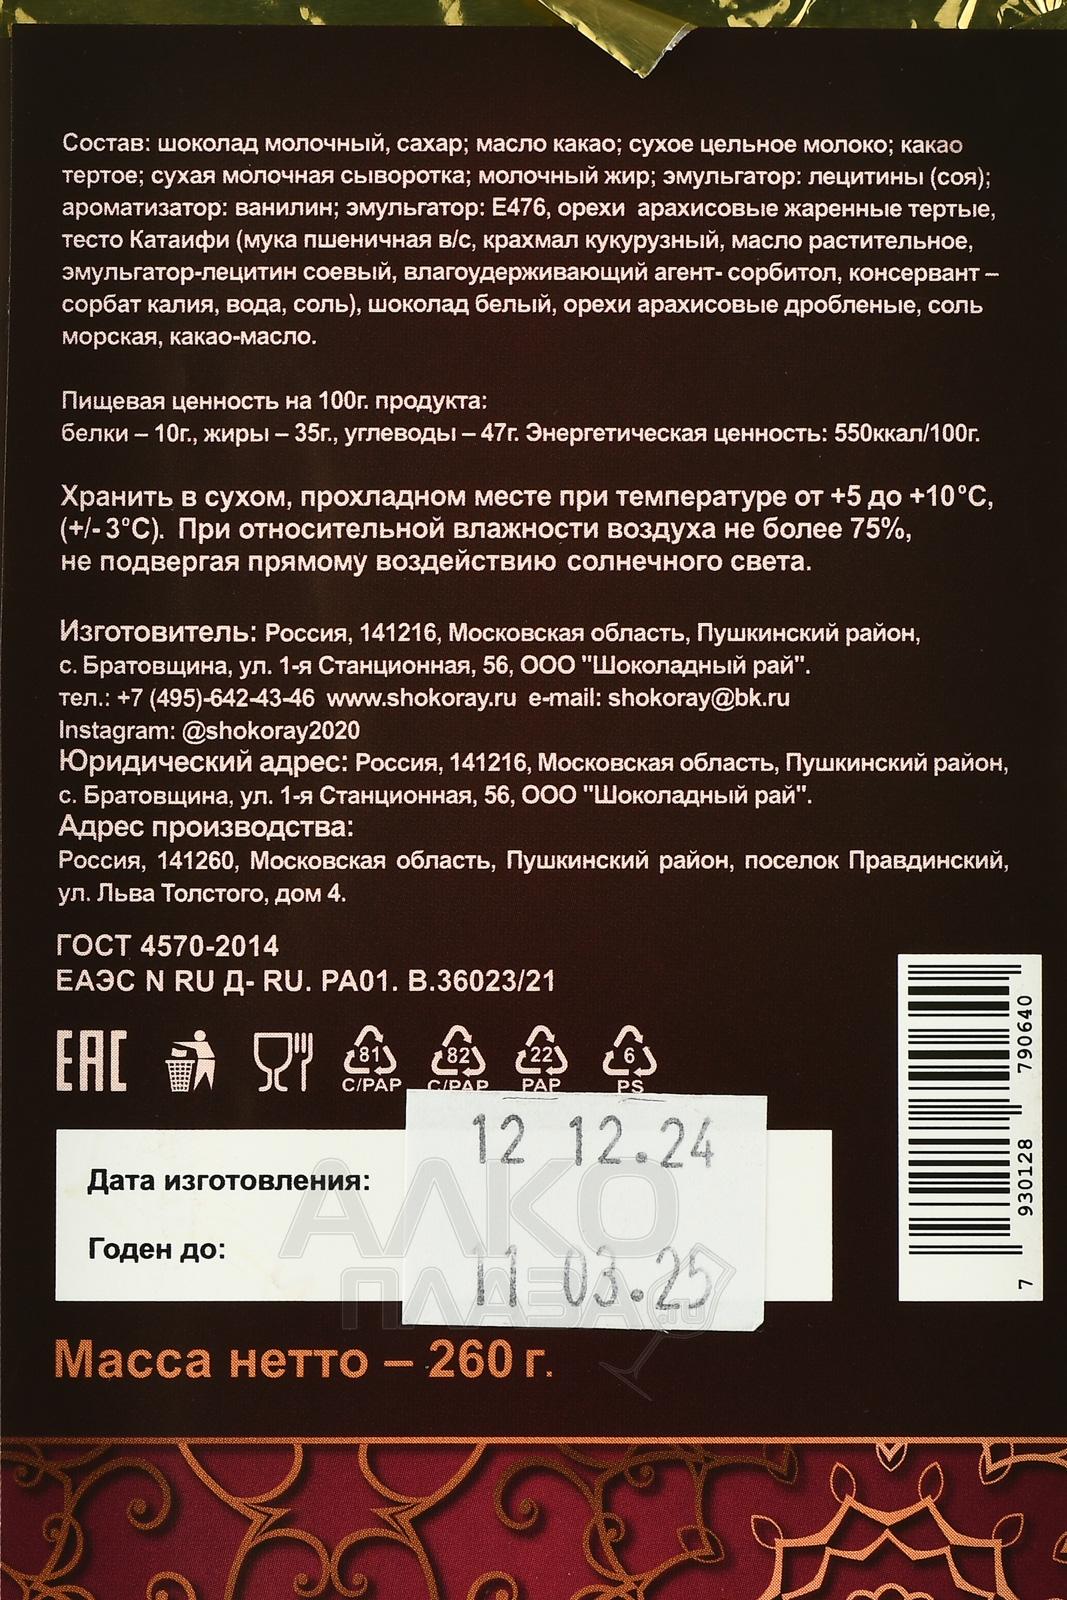 Состав: шоколад молочный, сахар; масло какао; сухое цельное молоко; какао
тертое; сухая молочная сыворотка; молочный жир; эмульгатор: лецитины (соя);
ароматизатор: ванилин; эмульгатор: Е476, орехи арахисовые жаренные тертые,
тесто Катаифи (мука пшеничная в/с, крахмал кукурузный, масло растительное,
эмульгатор-лецитин соевый, влагоудерживающий агент- сорбитол, консервант –
сорбат калия, вода, соль), шоколад белый, орехи арахисовые дробленые, соль
морская, какао-масло.
Пищевая ценность на 100г. продукта:
белки – 10г., жиры – 35г., углеводы – 47г. Энергетическая ценность: 550ккал/100г.
Хранить в сухом, прохладном месте при температуре от +5 до +10°С,
(+/- 3°С). При относительной влажности воздуха не более 75%,
не подвергая прямому воздействию солнечного света.
Изготовитель: Россия, 141216, Московская область, Пушкинский район,
с. Братовщина, ул. 1-я Станционная, 56, ООО "Шоколадный рай".
тел.: +7 (495)-642-43-46 www.shokoray.ru e-mail: shokoray@bk.ru
Instagram: @shokoray2020
Юридический адрес: Россия, 141216, Московская область, Пушкинский район,
с. Братовщина, ул. 1-я Станционная, 56, ООО "Шоколадный рай".
Адрес производства:
Россия, 141260, Московская область, Пушкинский район, поселок Правдинский,
ул. Льва Толстого, дом 4.
ГОСТ 4570-2014
ЕАЭС N RU Д- RU. РА01. В.36023/21
EAC
81 82 22 6
C/PAP C/PAP PAP PS
12 12.24
Дата изготовления:
Годен до:
11 03.25
АЛКО
ПЛАЗА.RU
Масса нетто – 260 г.
7 930128 790640